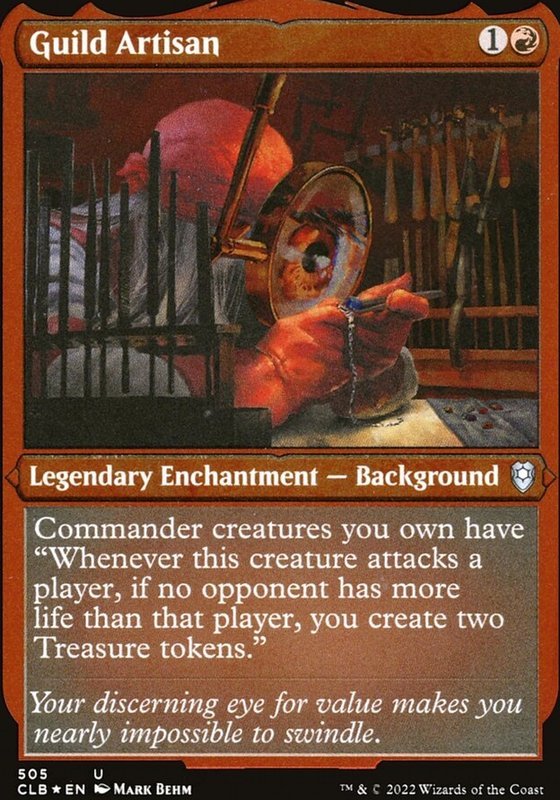 Guild Artisan 1
Legendary Enchantment — Background
Commander creatures you own have
“Whenever this creature attacks a
player, if no opponent has more
life than that player, you create two
Treasure tokens.”
Your discerning eye for value makes you
nearly impossible to swindle.
505 U
CLB ★ EN Mark Behm
™ & © 2022 Wizards of the Coast